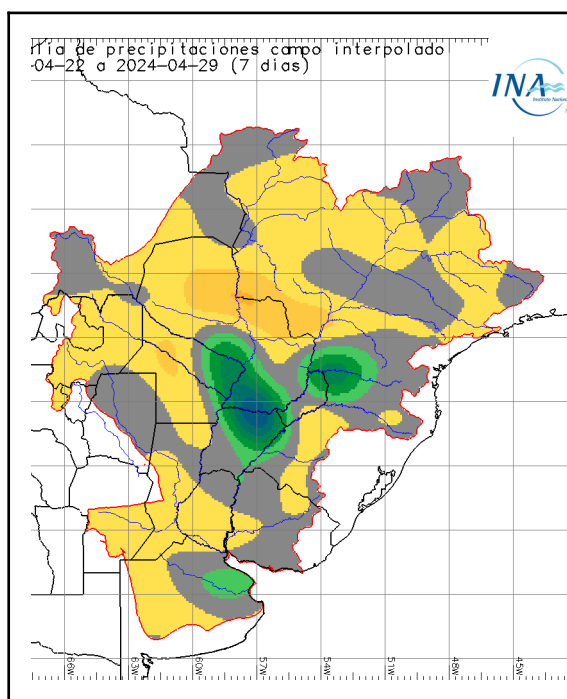 de precipitaciones campo interpolado
-04-22 a 2024-04-29 (7 dias)
INA
Instituto
66W 63W 60W 57W 54W 51W 48W 45W